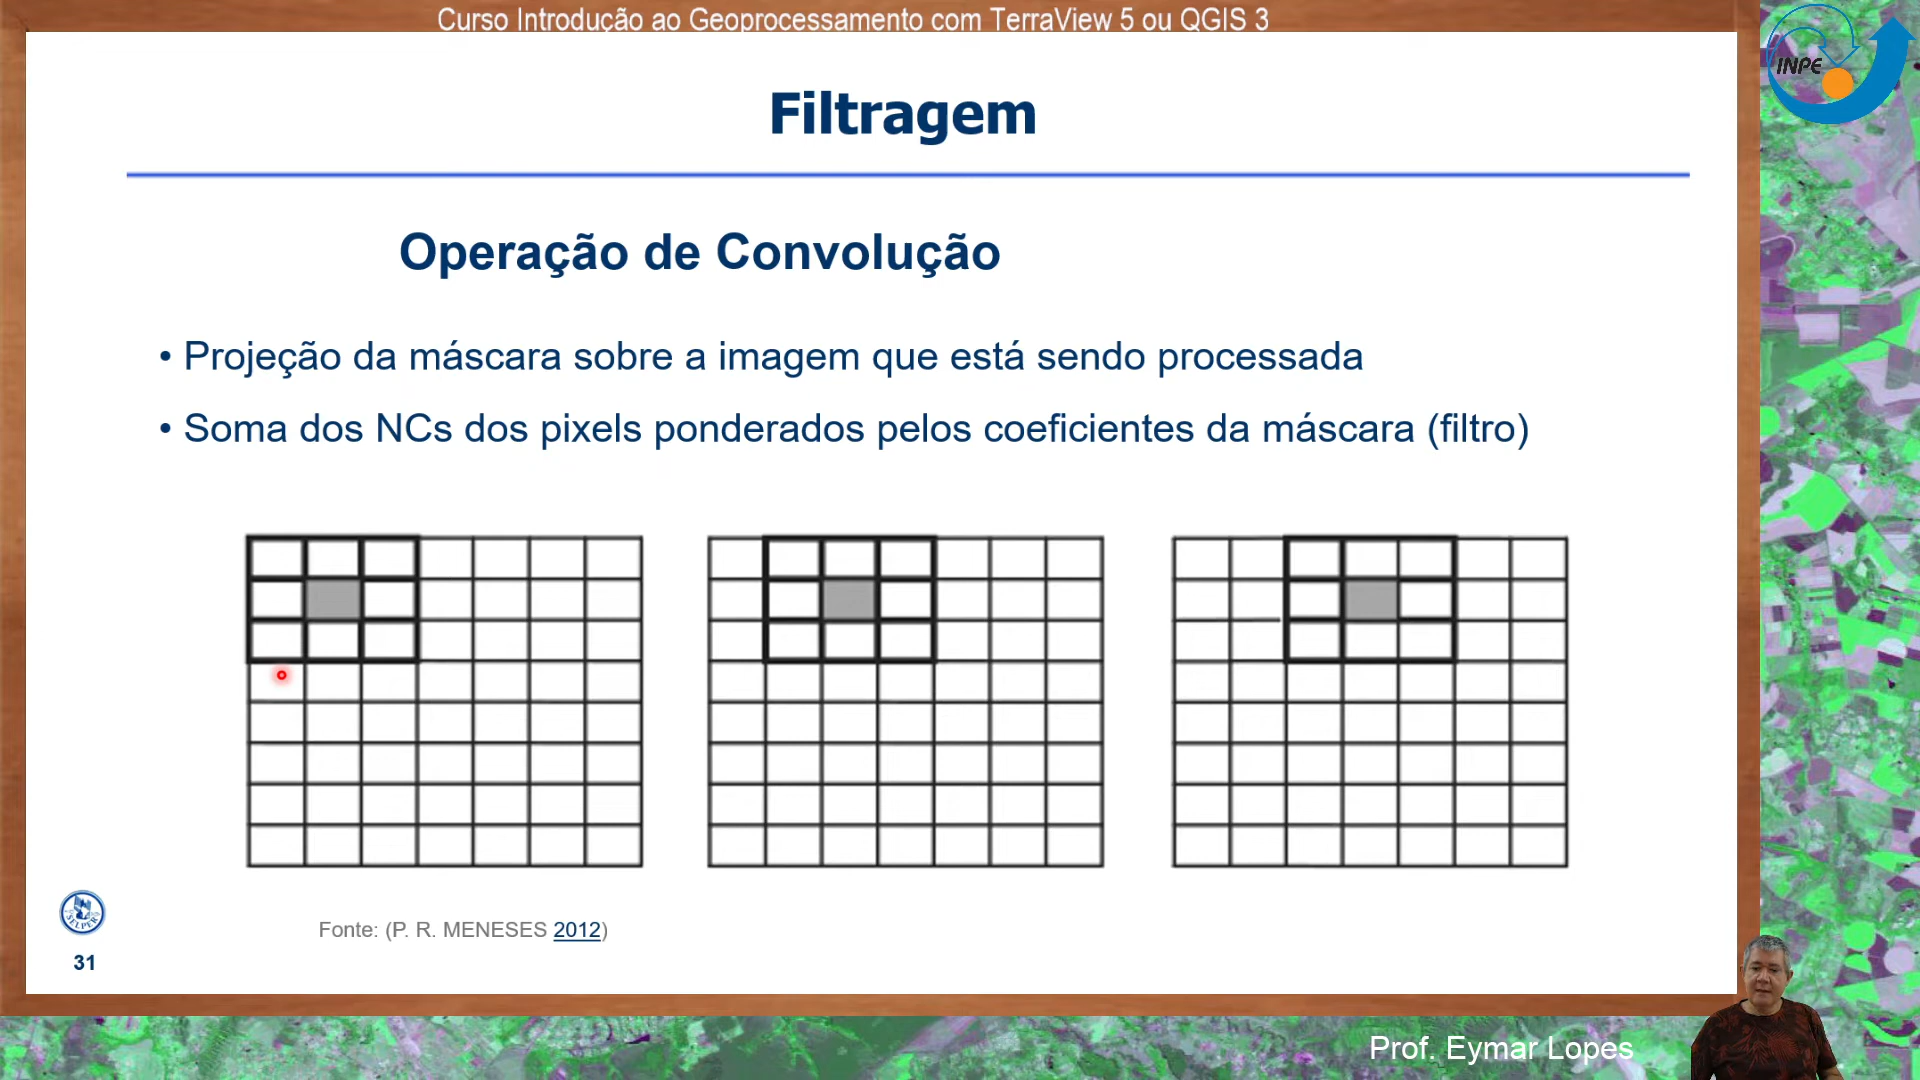 Curso Introdução ao Geoprocessamento com TerraView 5 ou QGIS 3
INPE
Filtragem
Operação de Convolução
• Projeção da máscara sobre a imagem que está sendo processada
• Soma dos NCs dos pixels ponderados pelos coeficientes da máscara (filtro)
SELPER
Fonte: (P. R. MENESES 2012)
31
Prof. Eymar Lopes